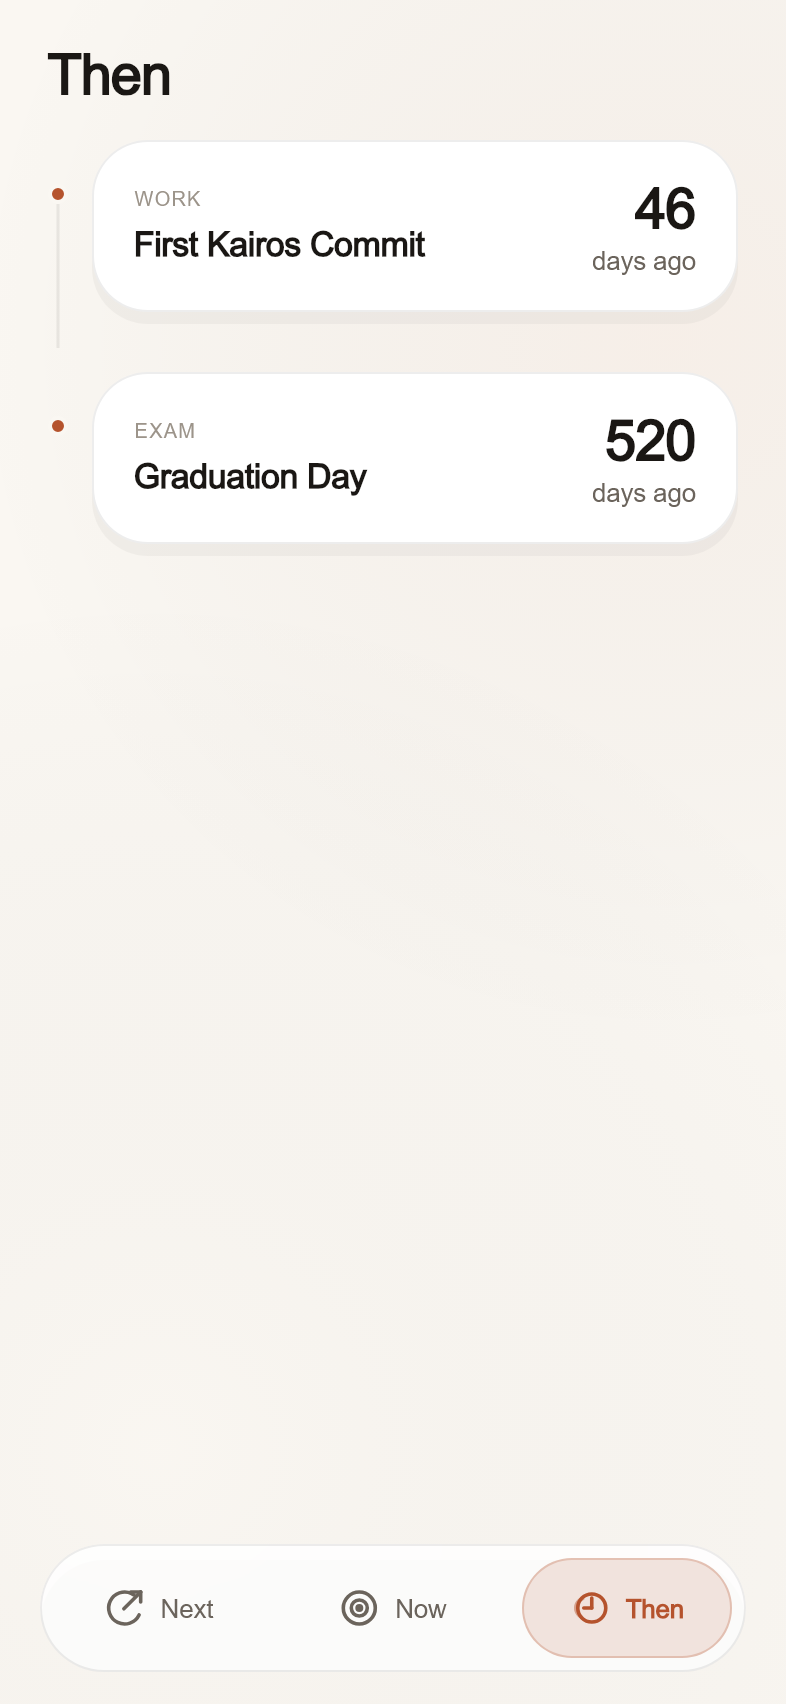 Then
WORK
First Kairos Commit
46
days ago
EXAM
Graduation Day
520
days ago
Next
Now
Then